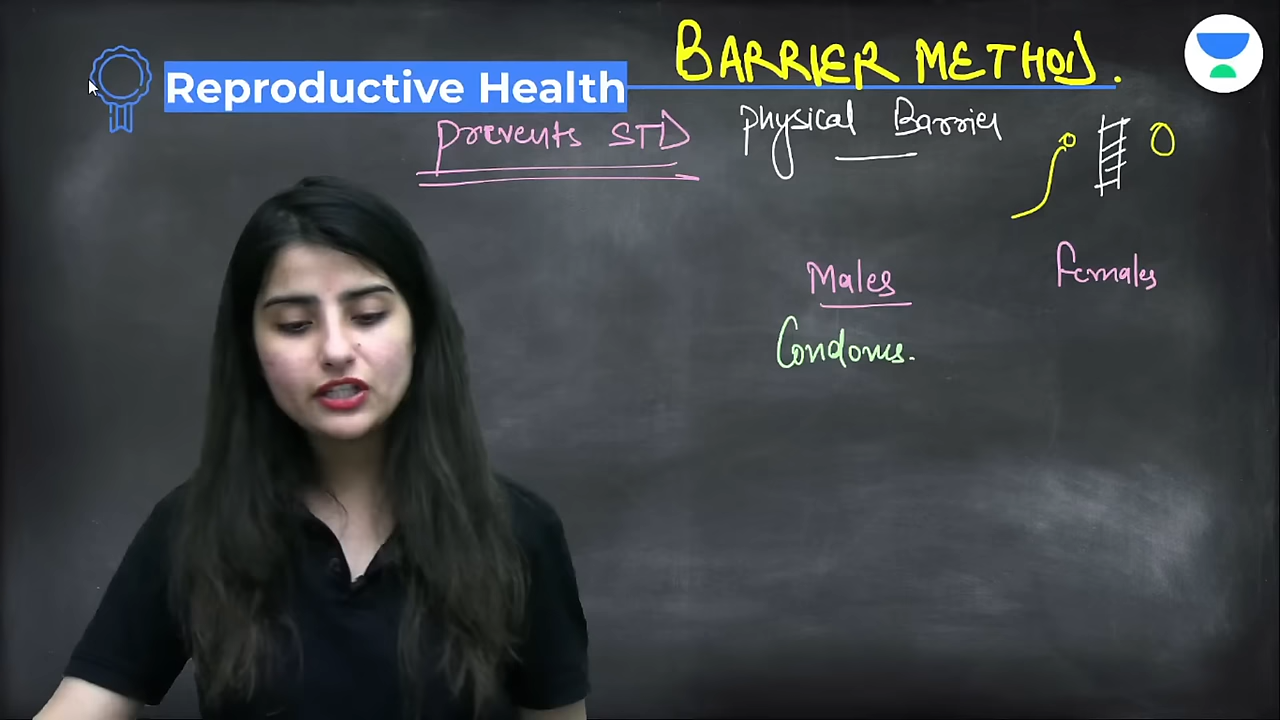 BARRIER METHOD.
Reproductive Health
prevents STD
physical Barrier
Males
females
Condoms.